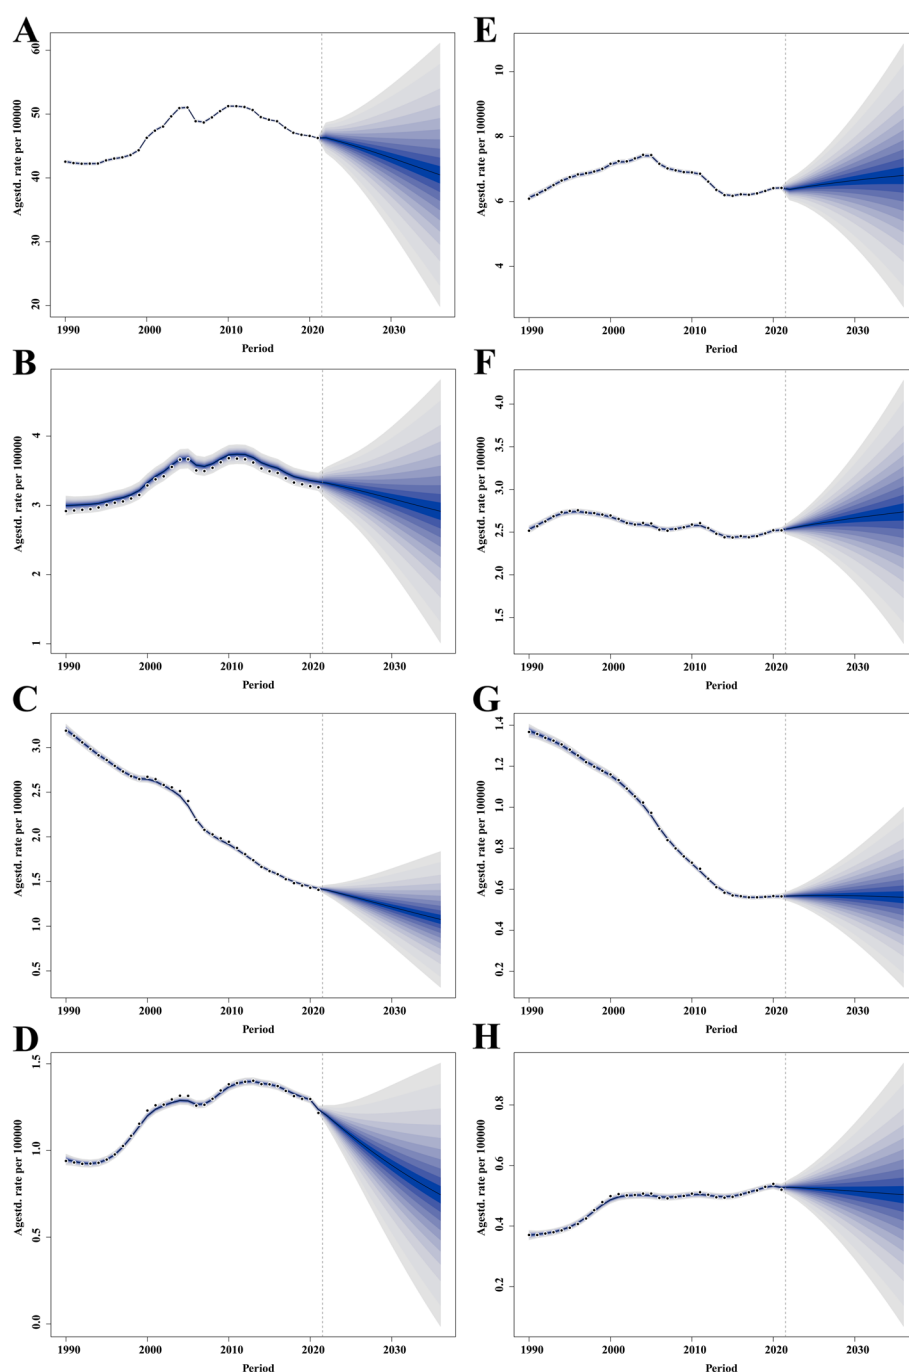 A
Agestd. rate per 100000
60
50
40
30
20
1990 2000 2010 2020 2030
Period
E
Agestd. rate per 100000
10
8
6
4
1990 2000 2010 2020 2030
Period
B
Agestd. rate per 100000
4
3
2
1
1990 2000 2010 2020 2030
Period
F
Agestd. rate per 100000
4.0
3.5
3.0
2.5
2.0
1.5
1990 2000 2010 2020 2030
Period
C
Agestd. rate per 100000
3.0
2.5
2.0
1.5
1.0
0.5
1990 2000 2010 2020 2030
Period
G
Agestd. rate per 100000
1.4
1.2
1.0
0.8
0.6
0.4
0.2
1990 2000 2010 2020 2030
Period
D
Agestd. rate per 100000
1.5
1.0
0.5
0.0
1990 2000 2010 2020 2030
Period
H
Agestd. rate per 100000
0.8
0.6
0.4
0.2
1990 2000 2010 2020 2030
Period